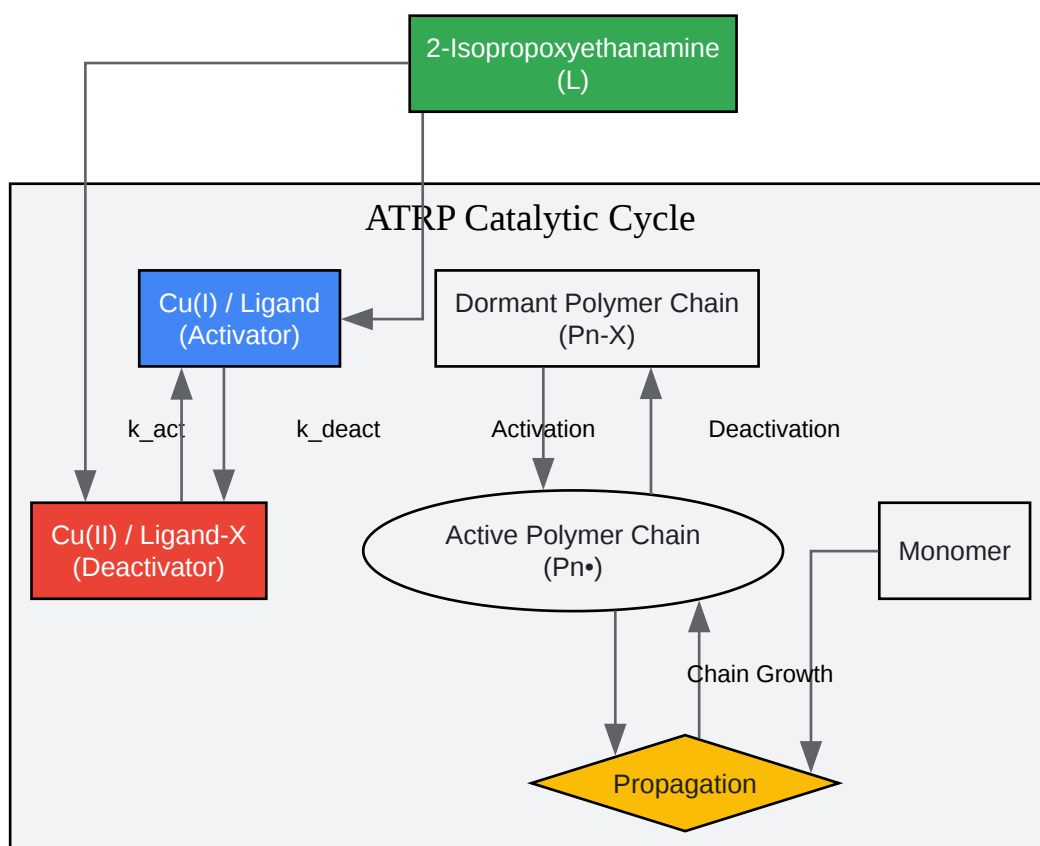 2-Isopropoxyethanamine
(L)
ATRP Catalytic Cycle
Cu(I) / Ligand
(Activator)
Dormant Polymer Chain
(Pn-X)
k_act
k_deact
Activation
Deactivation
Cu(II) / Ligand-X
(Deactivator)
Active Polymer Chain
(Pn•)
Monomer
Chain Growth
Propagation